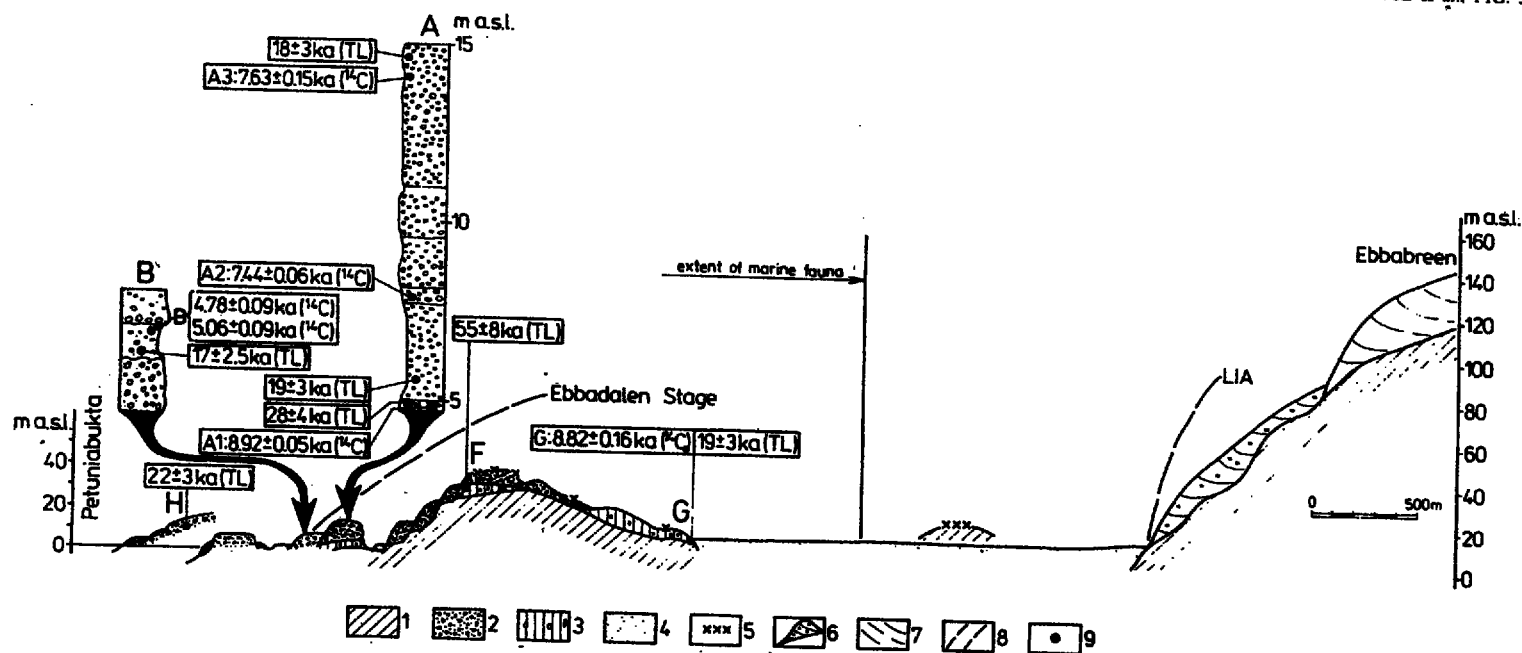 A m a.s.l.
18±3ka (TL)
15
A3:7.63±0.15ka (¹⁴C)
10
A2:7.44±0.06ka (¹⁴C)
B
B
4.78±0.09ka (¹⁴C)
5.06±0.09ka (¹⁴C)
17±2.5ka (TL)
55±8ka (TL)
19±3ka (TL)
28±4ka (TL)
5
A1:8.92±0.05ka (¹⁴C)
Ebbadalen Stage
extent of marine fauna
m a.s.l.
Ebbabreen
160
140
120
100
80
60
40
20
0
LIA
0 500m
m a.s.l.
40
20
0
Petuniabukta
22±3ka (TL)
H
F
G:8.82±0.16ka (¹⁴C) 19±3ka (TL)
G
xxx
1 2 3 4 xxx 5 6 7 8 9